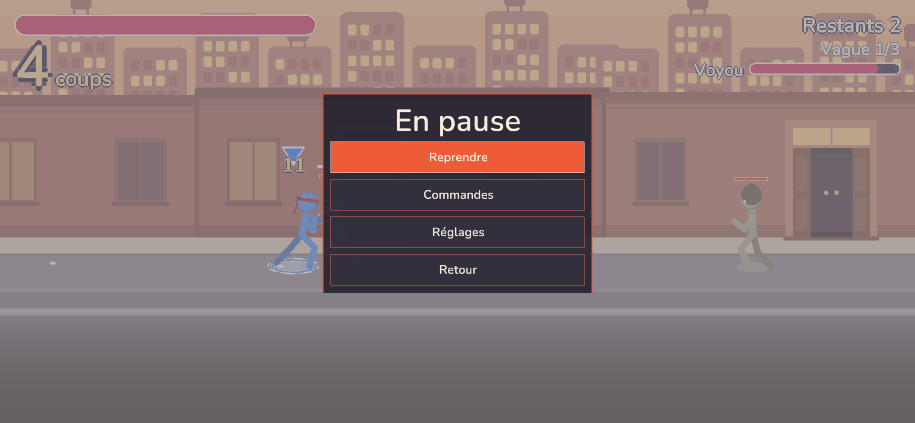 4 coups
Restants 2
Vague 1/3
Voyou
11
En pause
Reprendre
Commandes
Réglages
Retour